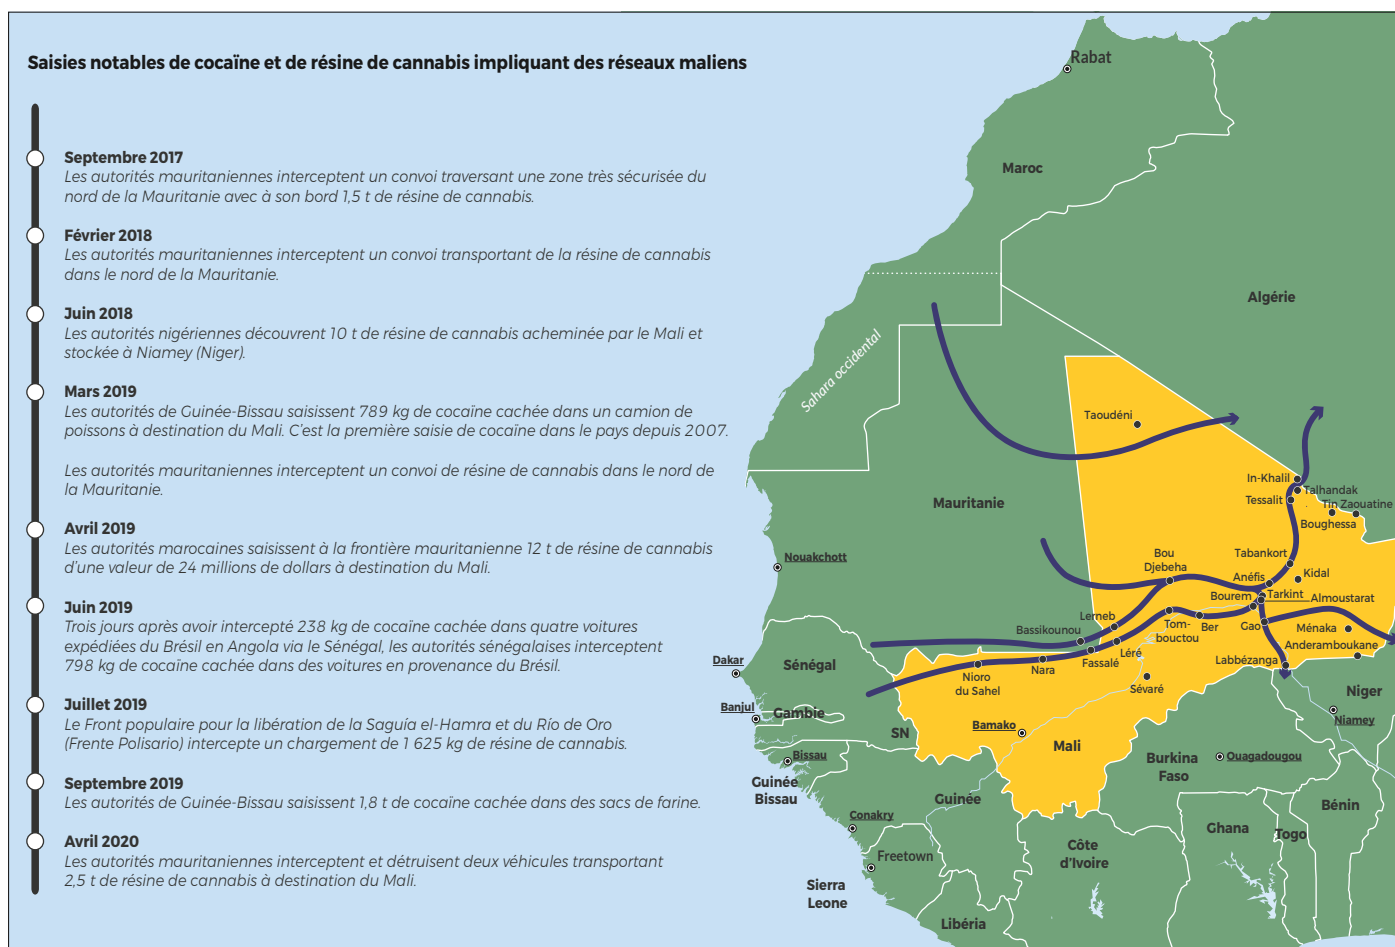 Saisies notables de cocaïne et de résine de cannabis impliquant des réseaux maliens
Septembre 2017
Les autorités mauritaniennes interceptent un convoi traversant une zone très sécurisée du
nord de la Mauritanie avec à son bord 1,5 t de résine de cannabis.
Février 2018
Les autorités mauritaniennes interceptent un convoi transportant de la résine de cannabis
dans le nord de la Mauritanie.
Juin 2018
Les autorités nigériennes découvrent 10 t de résine de cannabis acheminée par le Mali et
stockée à Niamey (Niger).
Mars 2019
Les autorités de Guinée-Bissau saisissent 789 kg de cocaïne cachée dans un camion de
poissons à destination du Mali. C'est la première saisie de cocaïne dans le pays depuis 2007.
Les autorités mauritaniennes interceptent un convoi de résine de cannabis dans le nord de
la Mauritanie.
Avril 2019
Les autorités marocaines saisissent à la frontière mauritanienne 12 t de résine de cannabis
d'une valeur de 24 millions de dollars à destination du Mali.
Juin 2019
Trois jours après avoir intercepté 238 kg de cocaïne cachée dans quatre voitures
expédiées du Brésil en Angola via le Sénégal, les autorités sénégalaises interceptent
798 kg de cocaïne cachée dans des voitures en provenance du Brésil.
Juillet 2019
Le Front populaire pour la libération de la Saguía el-Hamra et du Río de Oro
(Frente Polisario) intercepte un chargement de 1 625 kg de résine de cannabis.
Septembre 2019
Les autorités de Guinée-Bissau saisissent 1,8 t de cocaïne cachée dans des sacs de farine.
Avril 2020
Les autorités mauritaniennes interceptent et détruisent deux véhicules transportant
2,5 t de résine de cannabis à destination du Mali.
Rabat
Maroc
Algérie
Sahara occidental
Taoudéni
In-Khalil
Talhandak
Tessalit
Tin Zaouatine
Boughessa
Mauritanie
Nouakchott
Bou
Djebeha
Tabankort
Anéfis
Kidal
Bourem
Tarkint
Almoustarat
Lerneb
Bassikounou
Tom-
bouctou
Ber
Gao
Ménaka
Anderamboukane
Léré
Fassalé
Labbézanga
Dakar
Sénégal
Nioro
du Sahel
Nara
Sévaré
Niger
Niamey
Banjul
Gambie
SN
Bamako
Mali
Bissau
Guinée
Bissau
Burkina
Faso
Ouagadougou
Guinée
Bénin
Conakry
Ghana
Togo
Côte
d'Ivoire
Freetown
Sierra
Leone
Libéria